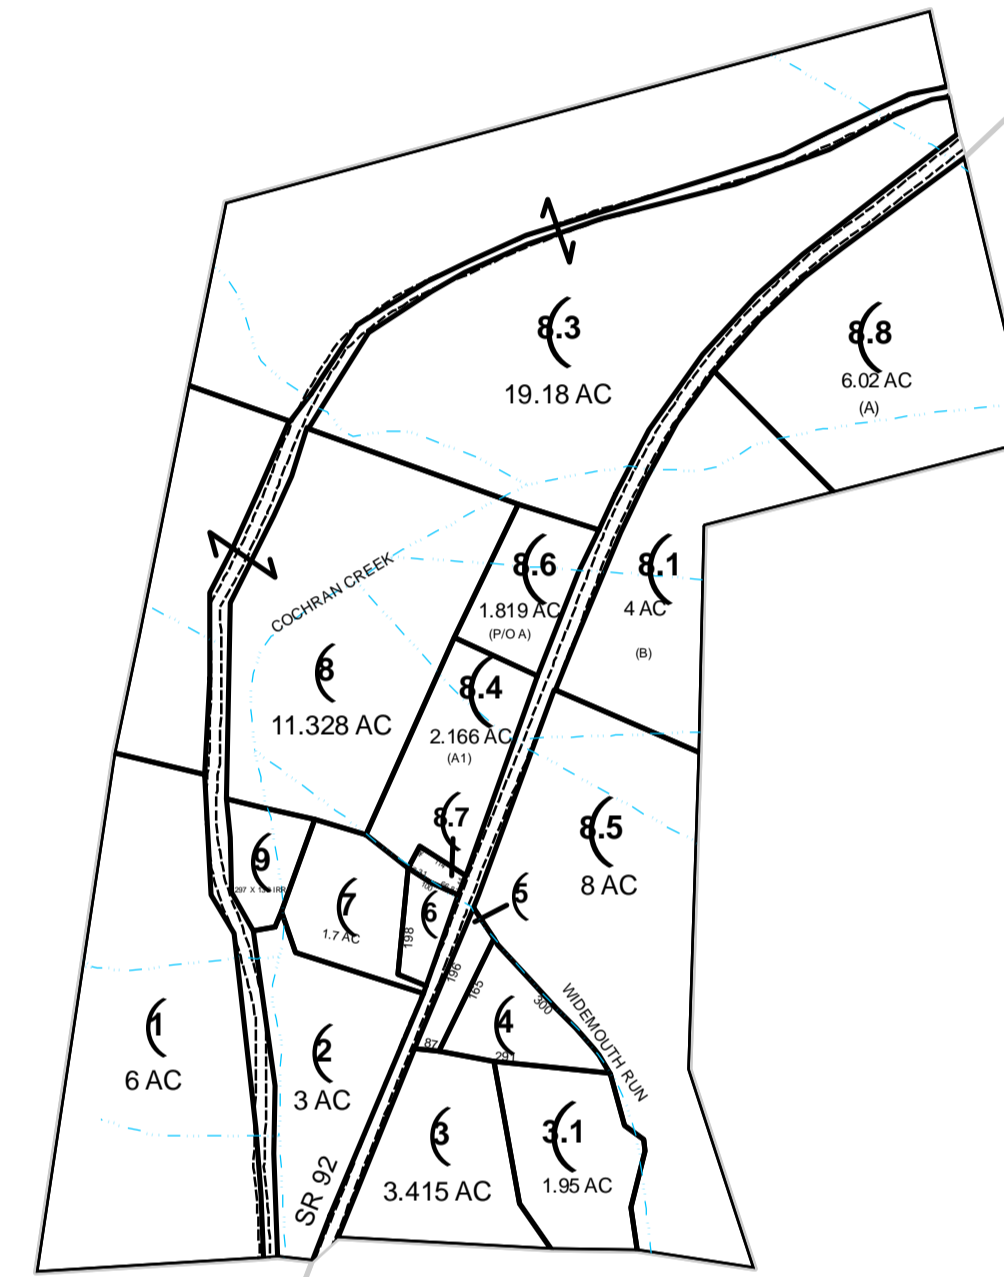 8.3
19.18 AC
8.8
6.02 AC
(A)
8.6
1.819 AC
(P/O A)
8.1
4 AC
(B)
COCHRAN CREEK
8
11.328 AC
8.4
2.166 AC
(A1)
8.7
8.5
8 AC
9
7
1.7 AC
100
6
198
5
196
165
300
WIDEMOUTH RUN
4
87
291
1
6 AC
2
3 AC
SR 92
3
3.415 AC
3.1
1.95 AC